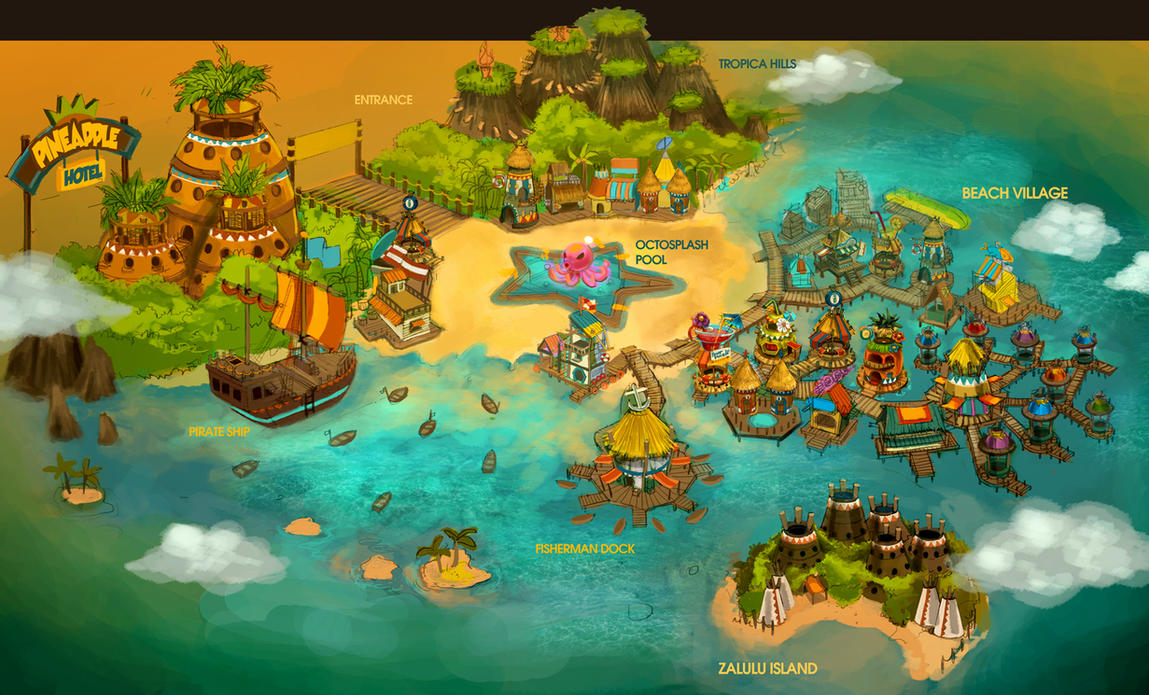 TROPICA HILLS
ENTRANCE
PINEAPPLE
HOTEL
BEACH VILLAGE
OCTOSPLASH
POOL
PIRATE SHIP
FISHERMAN DOCK
ZALULU ISLAND